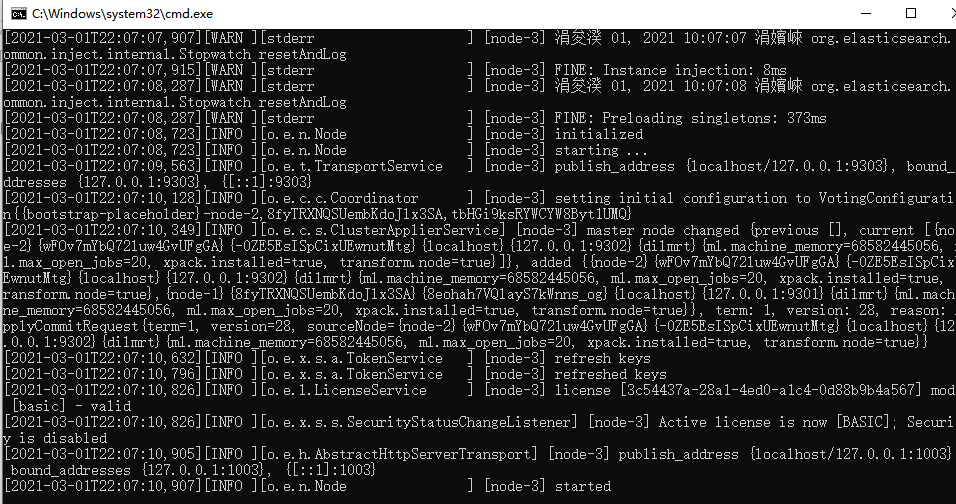 C:\Windows\system32\cmd.exe
[2021-03-01T22:07:07,907][WARN ][stderr                   ] [node-3] 涓夋湀 01, 2021 10:07:07 涓嬪崍 org.elasticsearch.
ommon.inject.internal.Stopwatch resetAndLog
[2021-03-01T22:07:07,915][WARN ][stderr                   ] [node-3] FINE: Instance injection: 8ms
[2021-03-01T22:07:08,287][WARN ][stderr                   ] [node-3] 涓夋湀 01, 2021 10:07:08 涓嬪崍 org.elasticsearch.
ommon.inject.internal.Stopwatch resetAndLog
[2021-03-01T22:07:08,287][WARN ][stderr                   ] [node-3] FINE: Preloading singletons: 373ms
[2021-03-01T22:07:08,723][INFO ][o.e.n.Node               ] [node-3] initialized
[2021-03-01T22:07:08,723][INFO ][o.e.n.Node               ] [node-3] starting ...
[2021-03-01T22:07:09,563][INFO ][o.e.t.TransportService   ] [node-3] publish_address {localhost/127.0.0.1:9303}, bound_
ddresses {127.0.0.1:9303}, {[::1]:9303}
[2021-03-01T22:07:10,128][INFO ][o.e.c.c.Coordinator      ] [node-3] setting initial configuration to VotingConfigurati
n{{bootstrap-placeholder}-node-2,8fyTRXNQSUembKdoJlx3SA,tbHGi9ksRYWCYW8Byt1UMQ}
[2021-03-01T22:07:10,349][INFO ][o.e.c.s.ClusterApplierService] [node-3] master node changed {previous [], current [{no
e-2}{wFOv7mYbQ721uw4GvUFgGA}{-0ZE5EsISpCixUEwnutMtg}{localhost}{127.0.0.1:9302}{dilmrt}{ml.machine_memory=68582445056, 
l.max_open_jobs=20, xpack.installed=true, transform.node=true}]}, added {{node-2}{wFOv7mYbQ721uw4GvUFgGA}{-0ZE5EsISpCix
EwnutMtg}{localhost}{127.0.0.1:9302}{dilmrt}{ml.machine_memory=68582445056, ml.max_open_jobs=20, xpack.installed=true,
transform.node=true},{node-1}{8fyTRXNQSUembKdoJlx3SA}{8eohah7VQlayS7kWnns_og}{localhost}{127.0.0.1:9301}{dilmrt}{ml.mac
ne_memory=68582445056, ml.max_open_jobs=20, xpack.installed=true, transform.node=true}}, term: 1, version: 28, reason:
pplyCommitRequest{term=1, version=28, sourceNode={node-2}{wFOv7mYbQ721uw4GvUFgGA}{-0ZE5EsISpCixUEwnutMtg}{localhost}{12
.0.0.1:9302}{dilmrt}{ml.machine_memory=68582445056, ml.max_open_jobs=20, xpack.installed=true, transform.node=true}}
[2021-03-01T22:07:10,632][INFO ][o.e.x.s.a.TokenService   ] [node-3] refresh keys
[2021-03-01T22:07:10,796][INFO ][o.e.x.s.a.TokenService   ] [node-3] refreshed keys
[2021-03-01T22:07:10,826][INFO ][o.e.l.LicenseService     ] [node-3] license [3c54437a-28a1-4ed0-a1c4-0d88b9b4a567] mod
 [basic] - valid
[2021-03-01T22:07:10,826][INFO ][o.e.x.s.s.SecurityStatusChangeListener] [node-3] Active license is now [BASIC]; Securi
y is disabled
[2021-03-01T22:07:10,905][INFO ][o.e.h.AbstractHttpServerTransport] [node-3] publish_address {localhost/127.0.0.1:1003}
 bound_addresses {127.0.0.1:1003}, {[::1]:1003}
[2021-03-01T22:07:10,907][INFO ][o.e.n.Node               ] [node-3] started